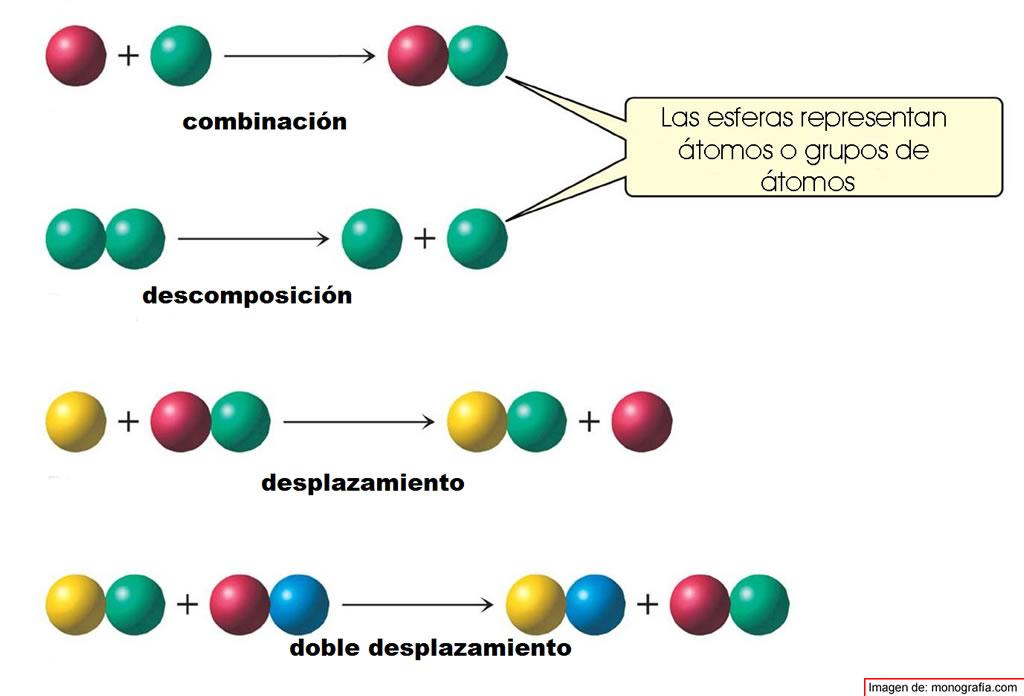 +
combinación
Las esferas representan
átomos o grupos de
átomos
+
descomposición
+ +
desplazamiento
+ +
doble desplazamiento
Imagen de: monografia.com